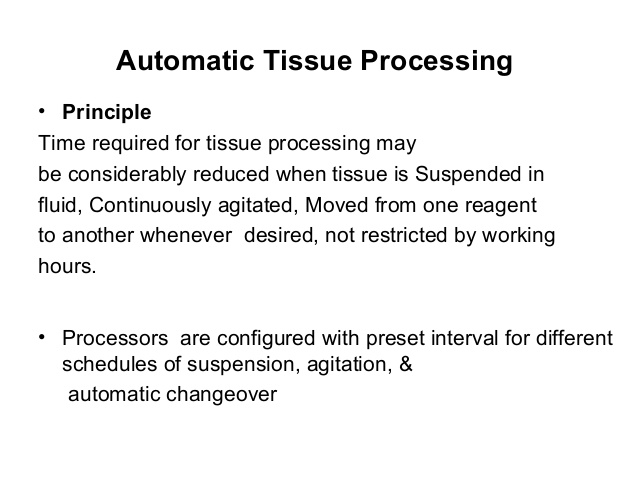 Automatic Tissue Processing
• Principle
Time required for tissue processing may
be considerably reduced when tissue is Suspended in
fluid, Continuously agitated, Moved from one reagent
to another whenever desired, not restricted by working
hours.
• Processors are configured with preset interval for different
schedules of suspension, agitation, &
automatic changeover